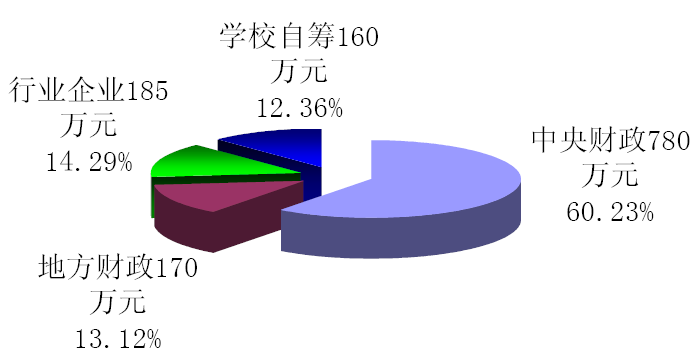 学校自筹160
万元
12.36%
行业企业185
万元
14.29%
中央财政780
万元
60.23%
地方财政170
万元
13.12%